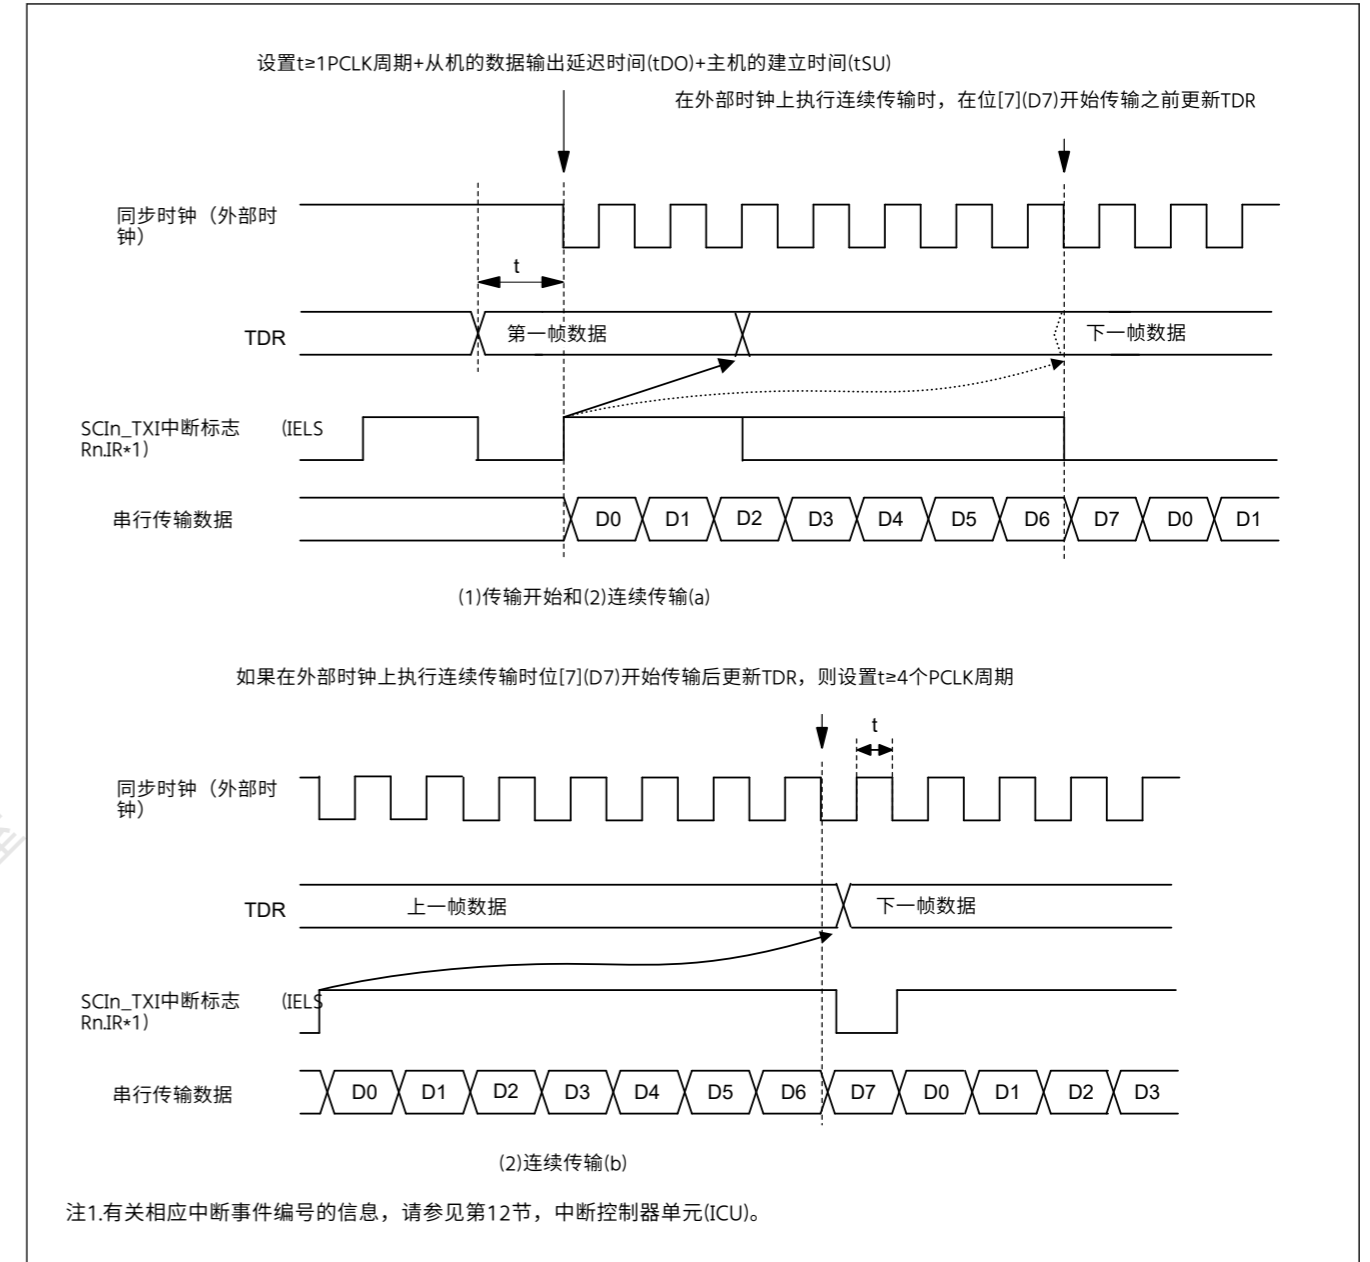 设置t≥1PCLK周期+从机的数据输出延迟时间(tDO)+主机的建立时间(tSU)
在外部时钟上执行连续传输时，在位[7](D7)开始传输之前更新TDR
同步时钟（外部时
钟）
t
TDR
第一帧数据
下一帧数据
SCIn_TXI中断标志 (IELS
Rn.IR*1)
串行传输数据
D0 D1 D2 D3 D4 D5 D6 D7 D0 D1
(1)传输开始和(2)连续传输(a)
如果在外部时钟上执行连续传输时位[7](D7)开始传输后更新TDR，则设置t≥4个PCLK周期
t
同步时钟（外部时
钟）
TDR
上一帧数据
下一帧数据
SCIn_TXI中断标志 (IELS
Rn.IR*1)
串行传输数据
D0 D1 D2 D3 D4 D5 D6 D7 D0 D1 D2 D3
(2)连续传输(b)
注1.有关相应中断事件编号的信息，请参见第12节，中断控制器单元(ICU)。